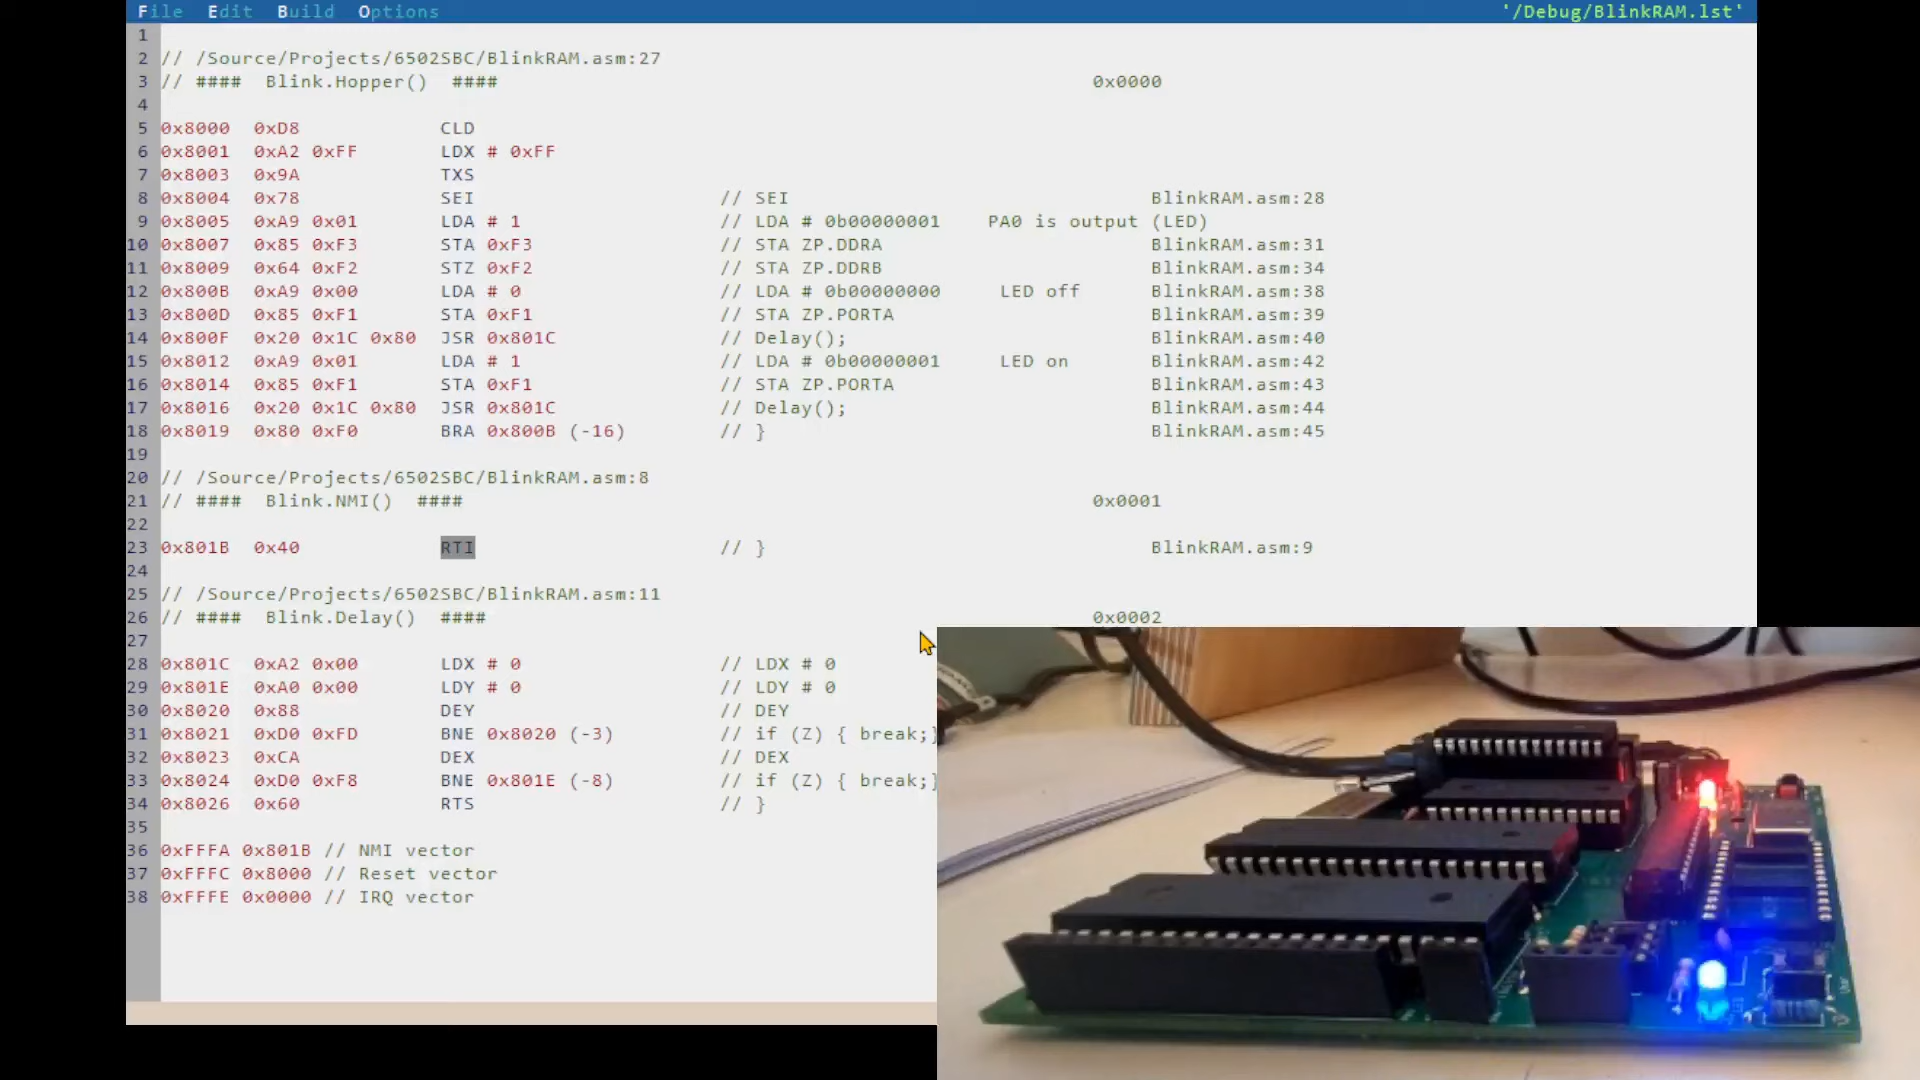 File Edit Build Options '/Debug/BlinkRAM.lst'
1
2 // /Source/Projects/6502SBC/BlinkRAM.asm:27
3 // #### Blink.Hopper() #### 0x0000
4
5 0x8000 0xD8 CLD
6 0x8001 0xA2 0xFF LDX # 0xFF
7 0x8003 0x9A TXS
8 0x8004 0x78 SEI // SEI BlinkRAM.asm:28
9 0x8005 0xA9 0x01 LDA # 1 // LDA # 0b00000001 PA0 is output (LED)
10 0x8007 0x85 0xF3 STA 0xF3 // STA ZP.DDRA BlinkRAM.asm:31
11 0x8009 0x64 0xF2 STZ 0xF2 // STA ZP.DDRB BlinkRAM.asm:34
12 0x800B 0xA9 0x00 LDA # 0 // LDA # 0b00000000 LED off BlinkRAM.asm:38
13 0x800D 0x85 0xF1 STA 0xF1 // STA ZP.PORTA BlinkRAM.asm:39
14 0x800F 0x20 0x1C 0x80 JSR 0x801C // Delay(); BlinkRAM.asm:40
15 0x8012 0xA9 0x01 LDA # 1 // LDA # 0b00000001 LED on BlinkRAM.asm:42
16 0x8014 0x85 0xF1 STA 0xF1 // STA ZP.PORTA BlinkRAM.asm:43
17 0x8016 0x20 0x1C 0x80 JSR 0x801C // Delay(); BlinkRAM.asm:44
18 0x8019 0x80 0xF0 BRA 0x800B (-16) // } BlinkRAM.asm:45
19
20 // /Source/Projects/6502SBC/BlinkRAM.asm:8
21 // #### Blink.NMI() #### 0x0001
22
23 0x801B 0x40 RTI // } BlinkRAM.asm:9
24
25 // /Source/Projects/6502SBC/BlinkRAM.asm:11
26 // #### Blink.Delay() #### 0x0002
27
28 0x801C 0xA2 0x00 LDX # 0 // LDX # 0
29 0x801E 0xA0 0x00 LDY # 0 // LDY # 0
30 0x8020 0x88 DEY // DEY
31 0x8021 0xD0 0xFD BNE 0x8020 (-3) // if (Z) { break;}
32 0x8023 0xCA DEX // DEX
33 0x8024 0xD0 0xF8 BNE 0x801E (-8) // if (Z) { break;}
34 0x8026 0x60 RTS // }
35
36 0xFFFA 0x801B // NMI vector
37 0xFFFC 0x8000 // Reset vector
38 0xFFFE 0x0000 // IRQ vector